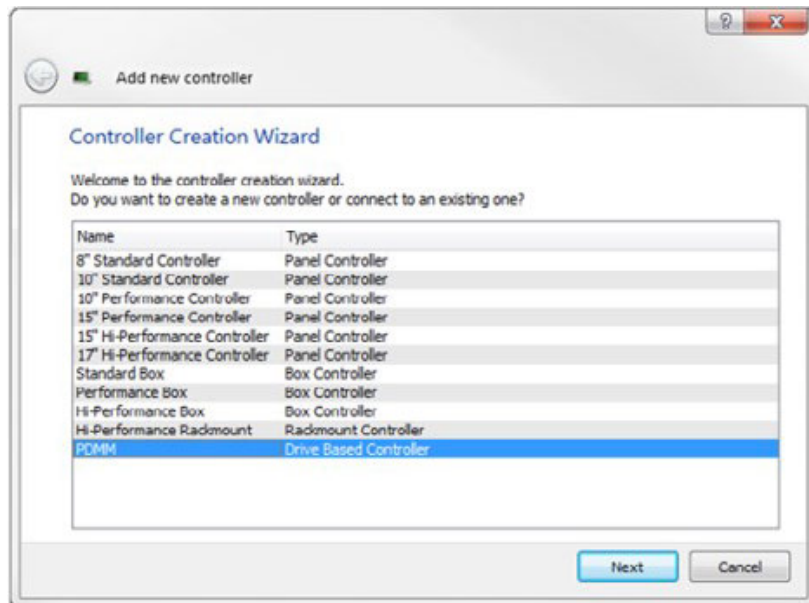 Add new controller
Controller Creation Wizard
Welcome to the controller creation wizard.
Do you want to create a new controller or connect to an existing one?
Name Type
8" Standard Controller Panel Controller
10" Standard Controller Panel Controller
10" Performance Controller Panel Controller
15" Performance Controller Panel Controller
15" Hi-Performance Controller Panel Controller
17" Hi-Performance Controller Panel Controller
Standard Box Box Controller
Performance Box Box Controller
Hi-Performance Box Box Controller
Hi-Performance Rackmount Rackmount Controller
PDMM Drive Based Controller
Next Cancel